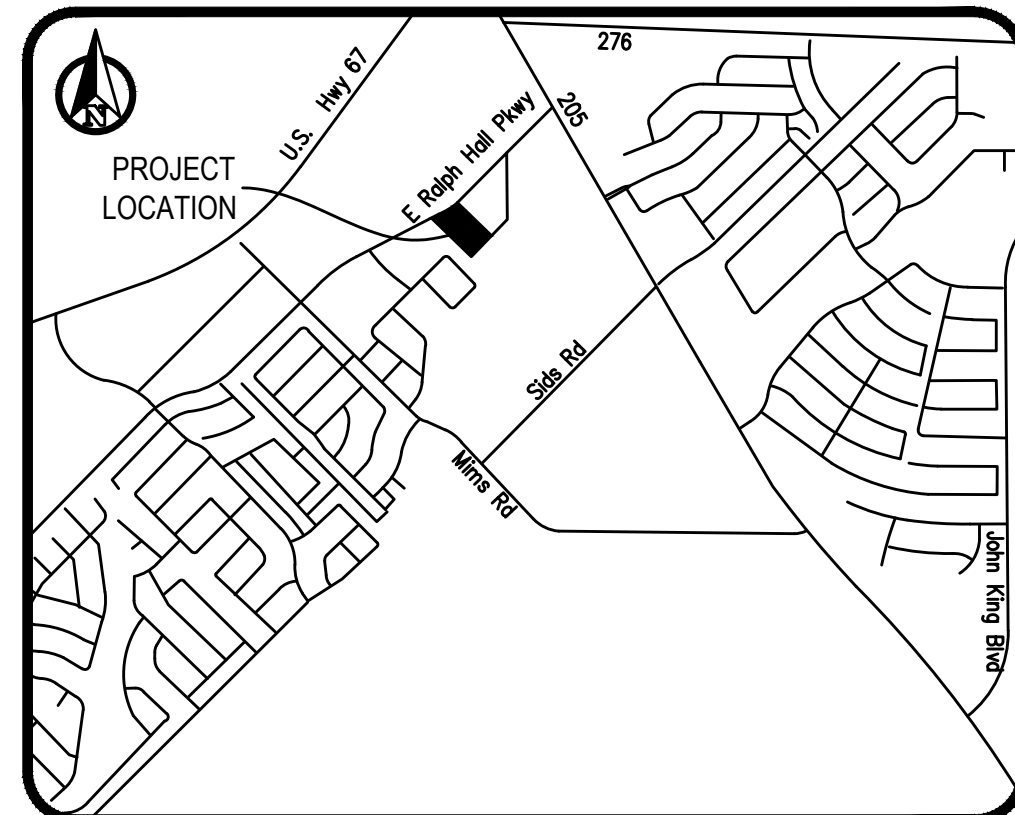 276
U.S. Hwy 67
205
E Ralph Hall Pkwy
N
PROJECT
LOCATION
Sids Rd
Mims Rd
John King Blvd